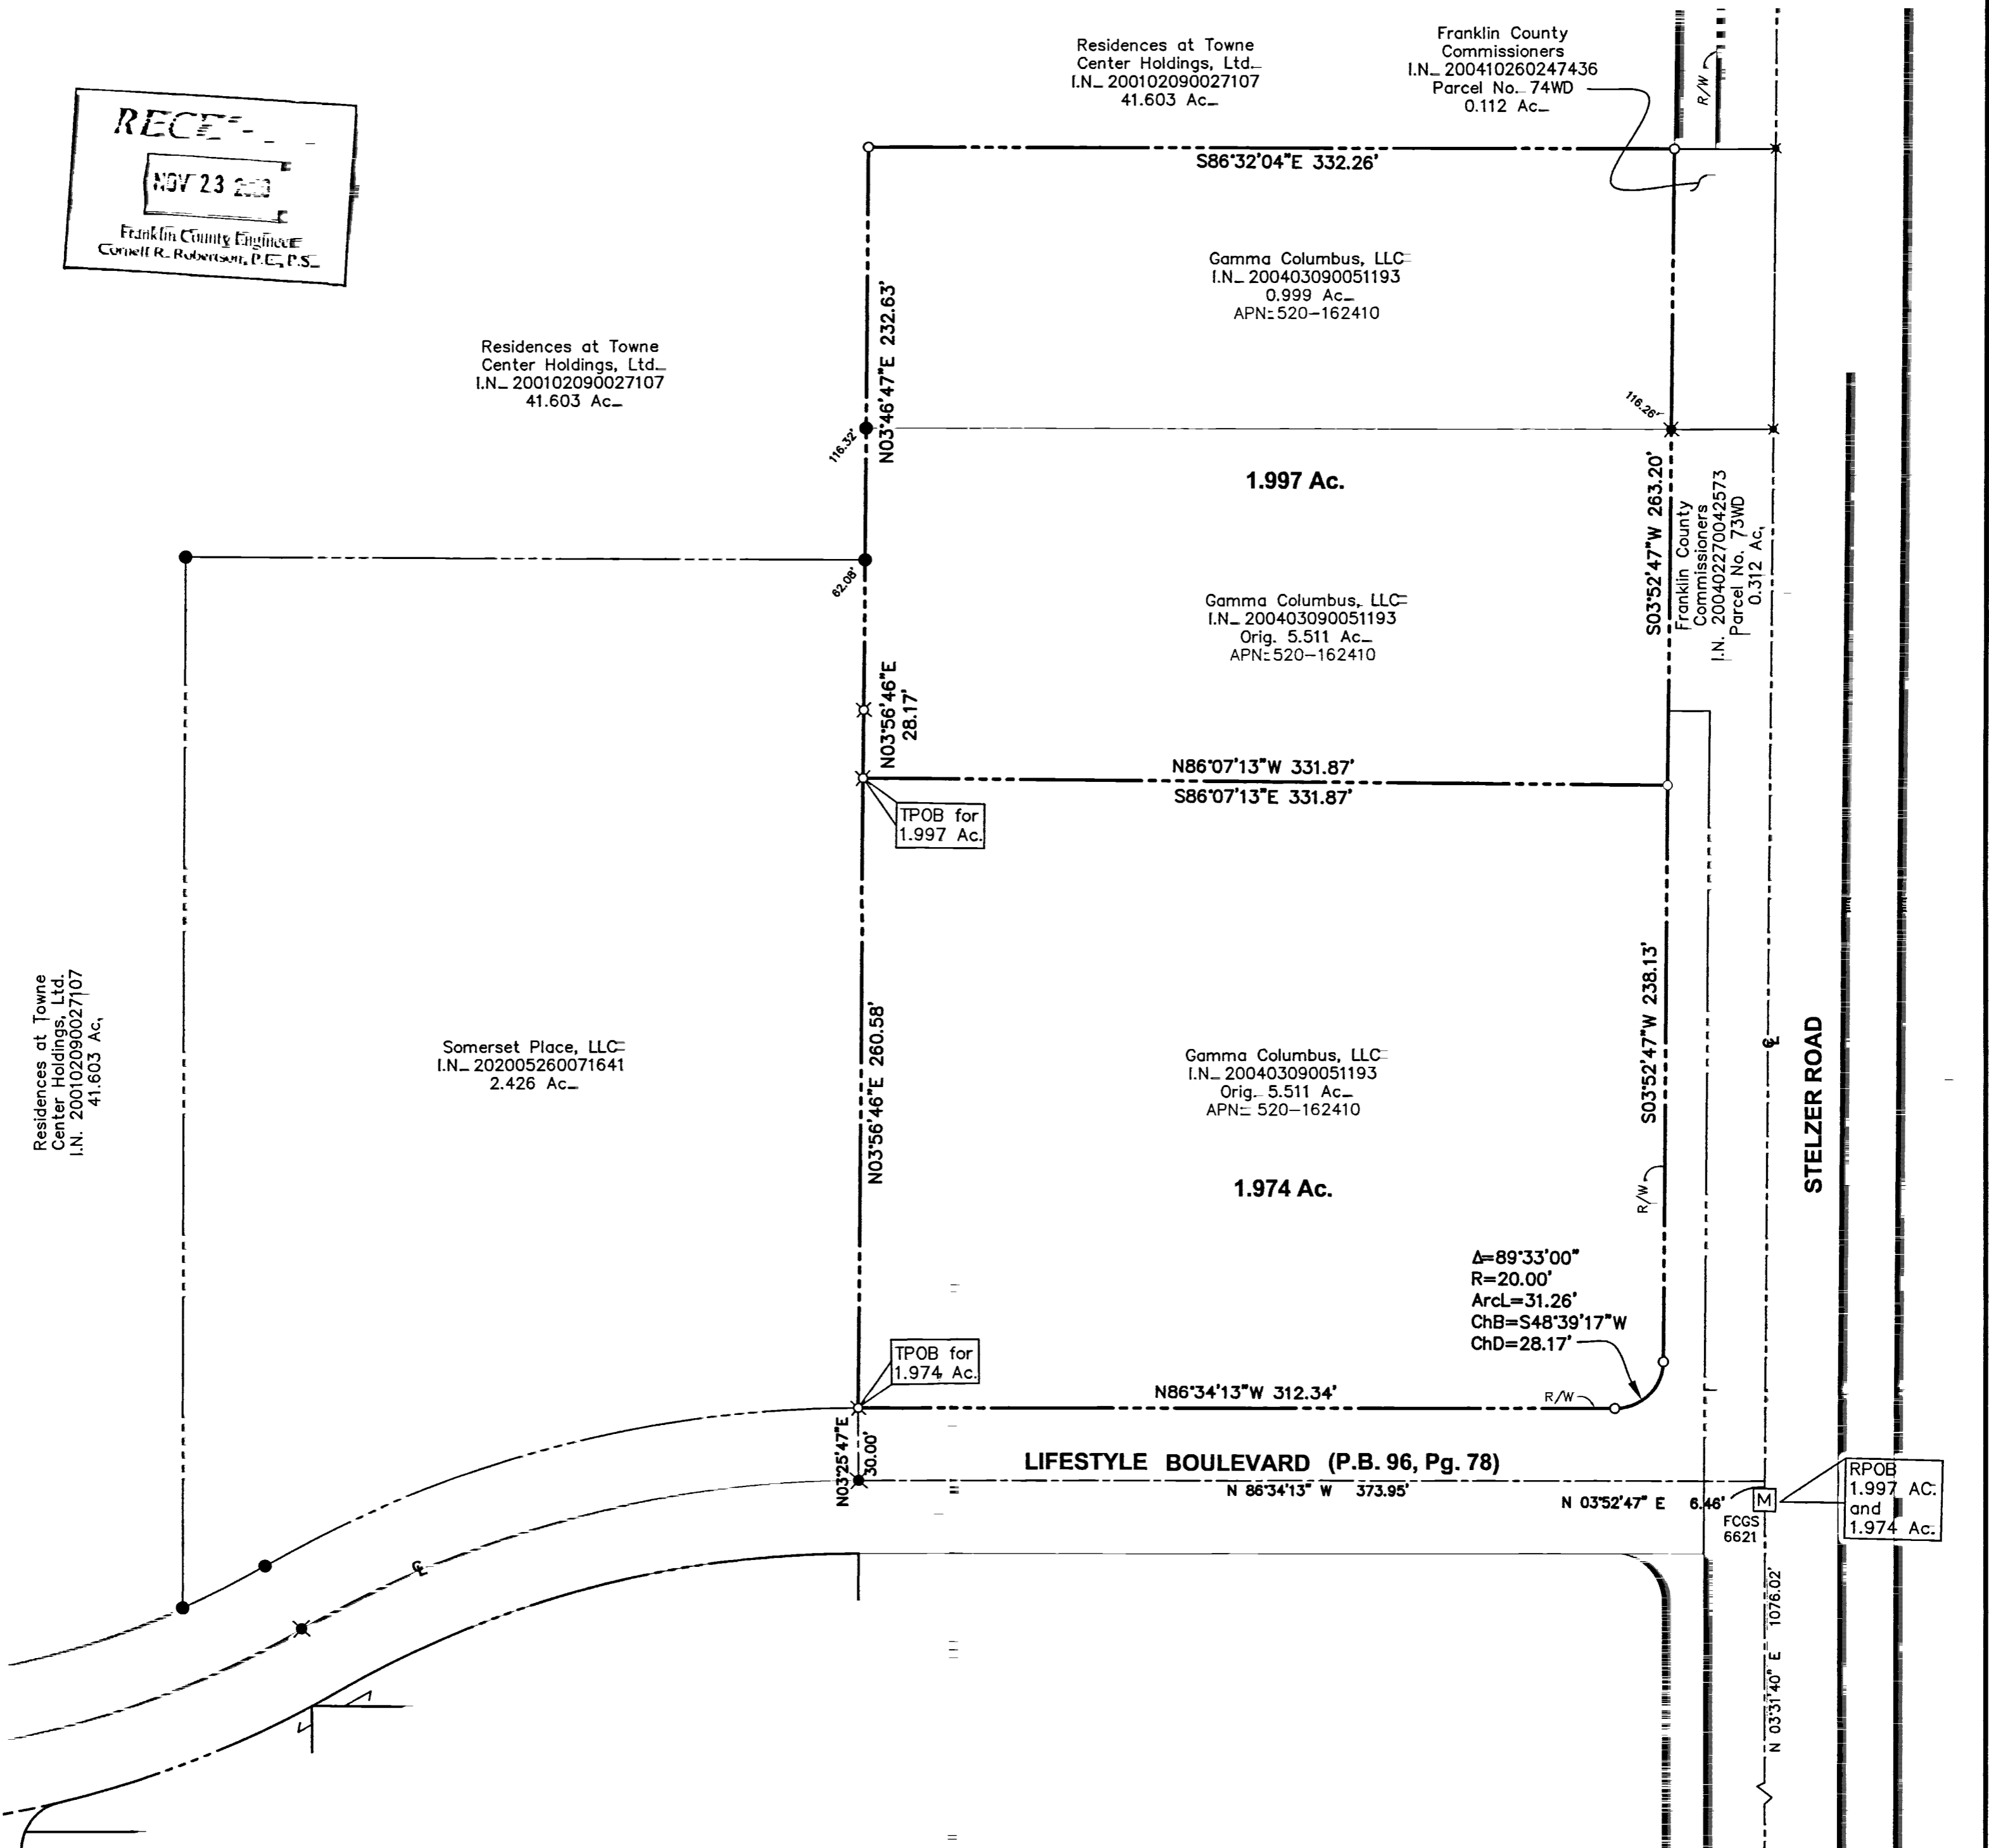 Residences at Towne
Center Holdings, Ltd.
I.N. 200102090027107
41.603 Ac.
Franklin County
Commissioners
I.N. 200410260247436
Parcel No. 74WD
0.112 Ac.
R/W
NOV 23
Franklin County Engineer
Cornell R. Robertson, P.E., P.S.
S86°32'04"E 332.26'
Gamma Columbus, LLC
I.N. 200403090051193
0.999 Ac.
APN: 520-162410
N03°46'47"E 232.63'
Residences at Towne
Center Holdings, Ltd.
I.N. 200102090027107
41.603 Ac.
116.32'
116.26'
1.997 Ac.
S03°52'47"W 263.20'
Franklin County
Commissioners
I.N. 200402270042573
Parcel No. 73WD
0.312 Ac.
62.08'
Gamma Columbus, LLC
I.N. 200403090051193
Orig. 5.511 Ac.
APN: 520-162410
N03°56'46"E
28.17'
N86°07'13"W 331.87'
S86°07'13"E 331.87'
TPOB for
1.997 Ac.
Residences at Towne
Center Holdings, Ltd.
I.N. 200102090027107
41.603 Ac.
Somerset Place, LLC
I.N. 202005260071641
2.426 Ac.
N03°56'46"E 260.58'
Gamma Columbus, LLC
I.N. 200403090051193
Orig. 5.511 Ac.
APN: 520-162410
1.974 Ac.
S03°52'47"W 238.13'
R/W
℄
STELZER ROAD
Δ=89°33'00"
R=20.00'
ArcL=31.26'
ChB=S48°39'17"W
ChD=28.17'
TPOB for
1.974 Ac.
N86°34'13"W 312.34'
R/W
N03°25'47"E
30.00'
LIFESTYLE BOULEVARD (P.B. 96, Pg. 78)
N 86°34'13" W 373.95'
N 03°52'47" E 6.46'
M
FCGS
6621
RPOB
1.997 AC.
and
1.974 Ac.
℄
N 03°31'40" E 1076.02'